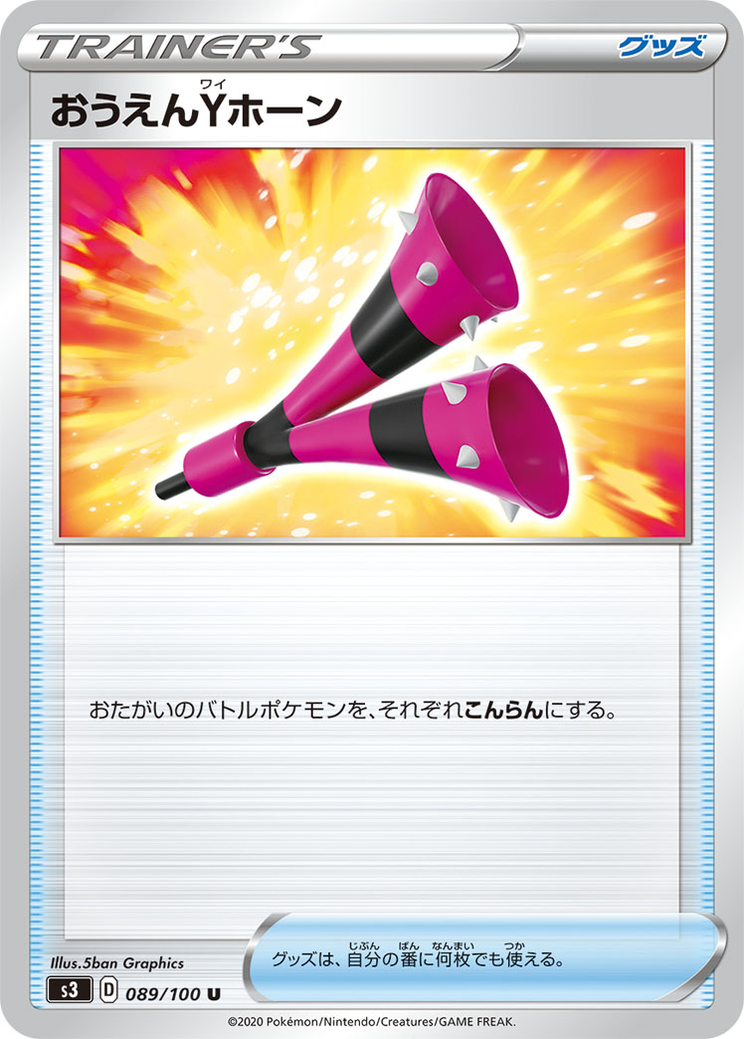 TRAINER'S
グッズ
ワイ
おうえんYホーン
おたがいのバトルポケモンを、それぞれこんらんにする。
Illus.5ban Graphics
じぶん ばん なんまい つか
グッズは、自分の番に何枚でも使える。
s3 D 089/100 U
©2020 Pokémon/Nintendo/Creatures/GAME FREAK.